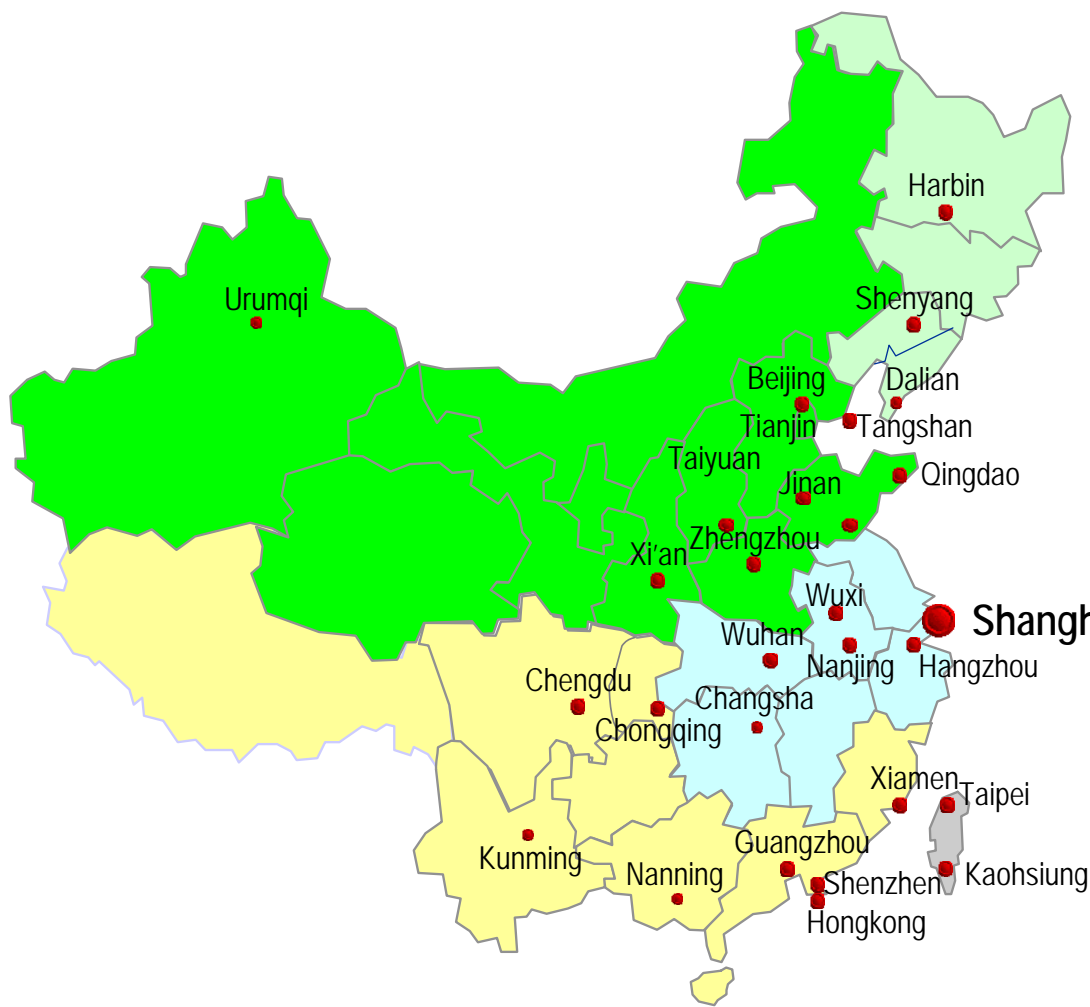 Harbin
Urumqi
Shenyang
Beijing
Dalian
Tianjin
Tangshan
Taiyuan
Jinan
Qingdao
Zhengzhou
Xi'an
Wuxi
Shangh
Wuhan
Nanjing
Hangzhou
Chengdu
Changsha
Chongqing
Xiamen
Taipei
Guangzhou
Kunming
Nanning
Shenzhen
Kaohsiung
Hongkong